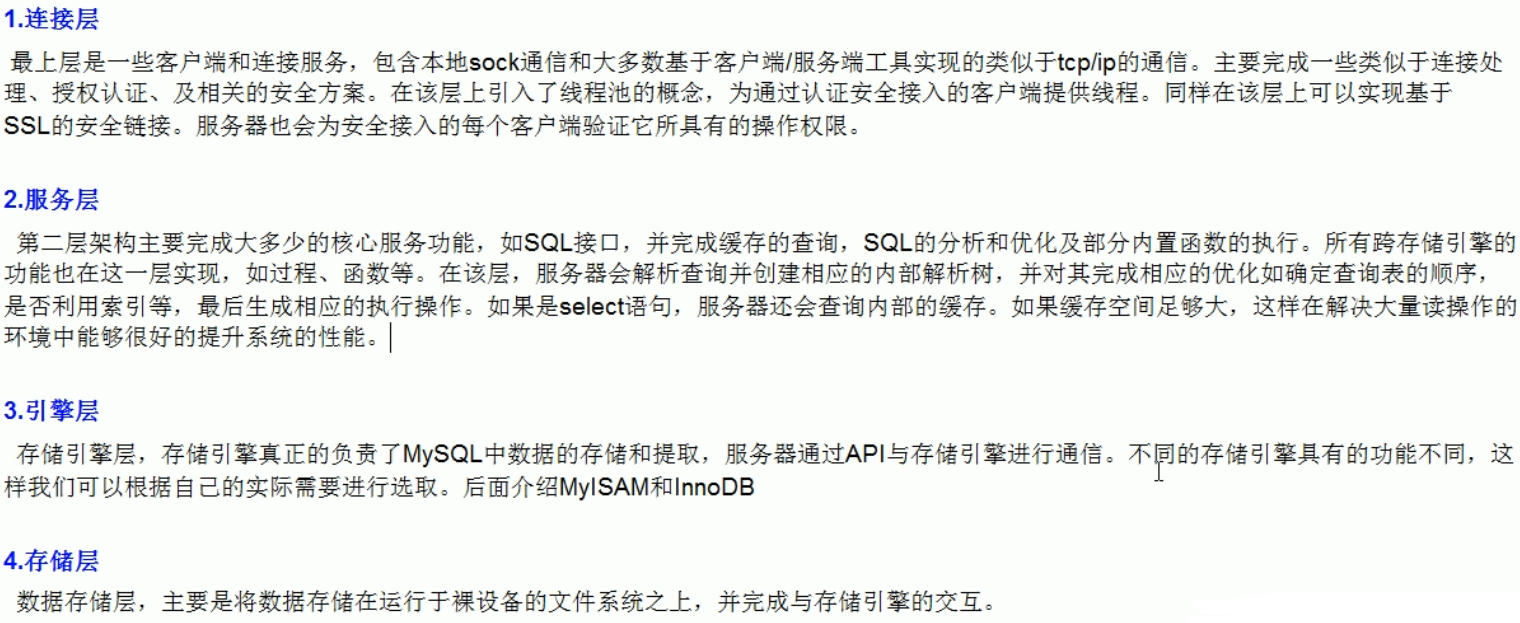 1.连接层
最上层是一些客户端和连接服务，包含本地sock通信和大多数基于客户端/服务端工具实现的类似于tcp/ip的通信。主要完成一些类似于连接处
理、授权认证、及相关的安全方案。在该层上引入了线程池的概念，为通过认证安全接入的客户端提供线程。同样在该层上可以实现基于
SSL的安全链接。服务器也会为安全接入的每个客户端验证它所具有的操作权限。
2.服务层
第二层架构主要完成大多少的核心服务功能，如SQL接口，并完成缓存的查询，SQL的分析和优化及部分内置函数的执行。所有跨存储引擎的
功能也在这一层实现，如过程、函数等。在该层，服务器会解析查询并创建相应的内部解析树，并对其完成相应的优化如确定查询表的顺序，
是否利用索引等，最后生成相应的执行操作。如果是select语句，服务器还会查询内部的缓存。如果缓存空间足够大，这样在解决大量读操作的
环境中能够很好的提升系统的性能。
3.引擎层
存储引擎层，存储引擎真正的负责了MySQL中数据的存储和提取，服务器通过API与存储引擎进行通信。不同的存储引擎具有的功能不同，这
样我们可以根据自己的实际需要进行选取。后面介绍MyISAM和InnoDB
4.存储层
数据存储层，主要是将数据存储在运行于裸设备的文件系统之上，并完成与存储引擎的交互。